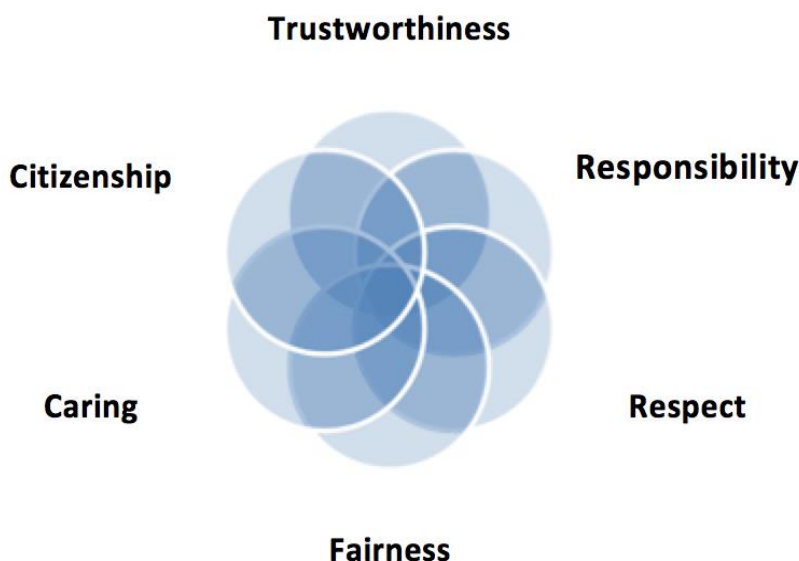 Trustworthiness
Citizenship
Responsibility
Caring
Respect
Fairness